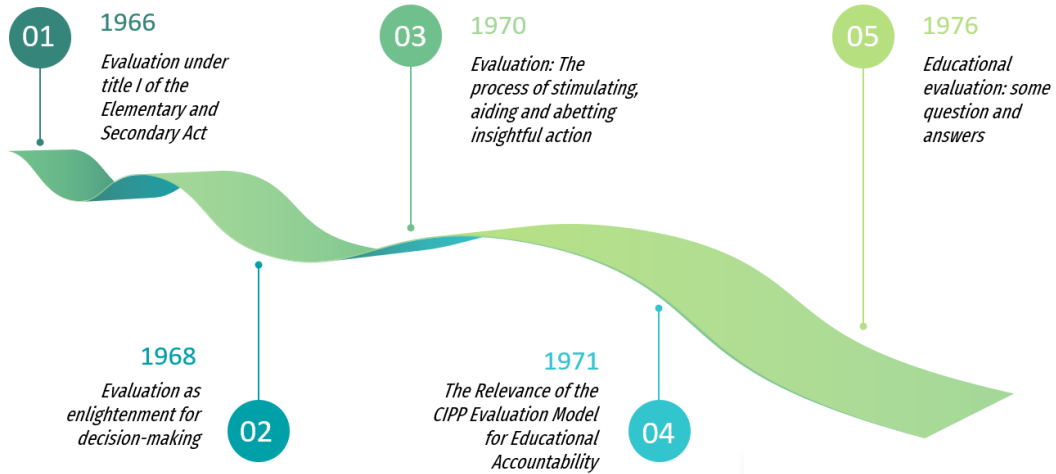 01
1966
Evaluation under
title I of the
Elementary and
Secondary Act
1968
Evaluation as
enlightenment for
decision-making
02
03
1970
Evaluation: The
process of stimulating,
aiding and abetting
insightful action
1971
The Relevance of the
CIPP Evaluation Model
for Educational
Accountability
04
05
1976
Educational
evaluation: some
question and
answers